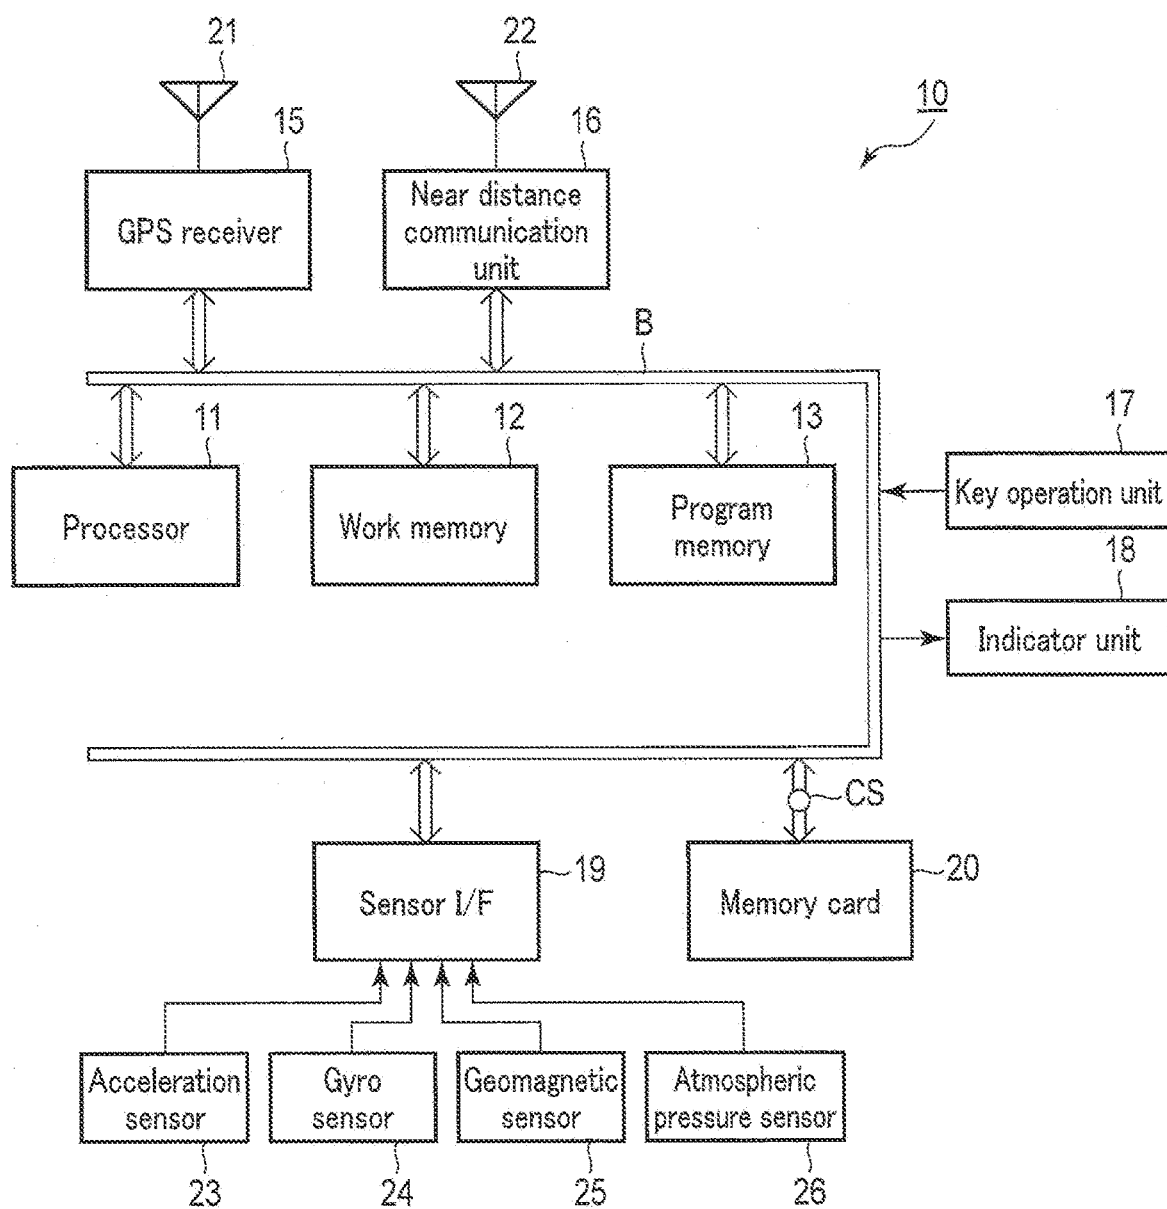 21
22
10
15
16
GPS receiver
Near distance
communication
unit
B
11
12
13
17
Processor
Work memory
Program
memory
Key operation unit
18
Indicator unit
CS
19
20
Sensor I/F
Memory card
Acceleration
sensor
Gyro
sensor
Geomagnetic
sensor
Atmospheric
pressure sensor
23
24
25
26